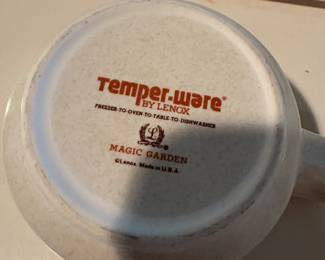 Temper-ware®
BY LENOX
FREEZER-TO-OVEN-TO-TABLE-TO-DISHWASHER
L
®
MAGIC GARDEN
©Lenox. Made in U.S.A.